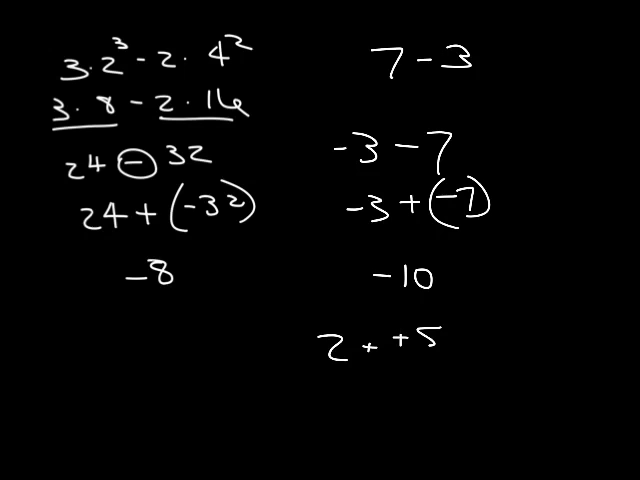 3·2³ - 2·4²
3·8 - 2·16
24 - 32
24 + (-32)
-8
7 - 3
-3 - 7
-3 + (-7)
-10
2 + +5